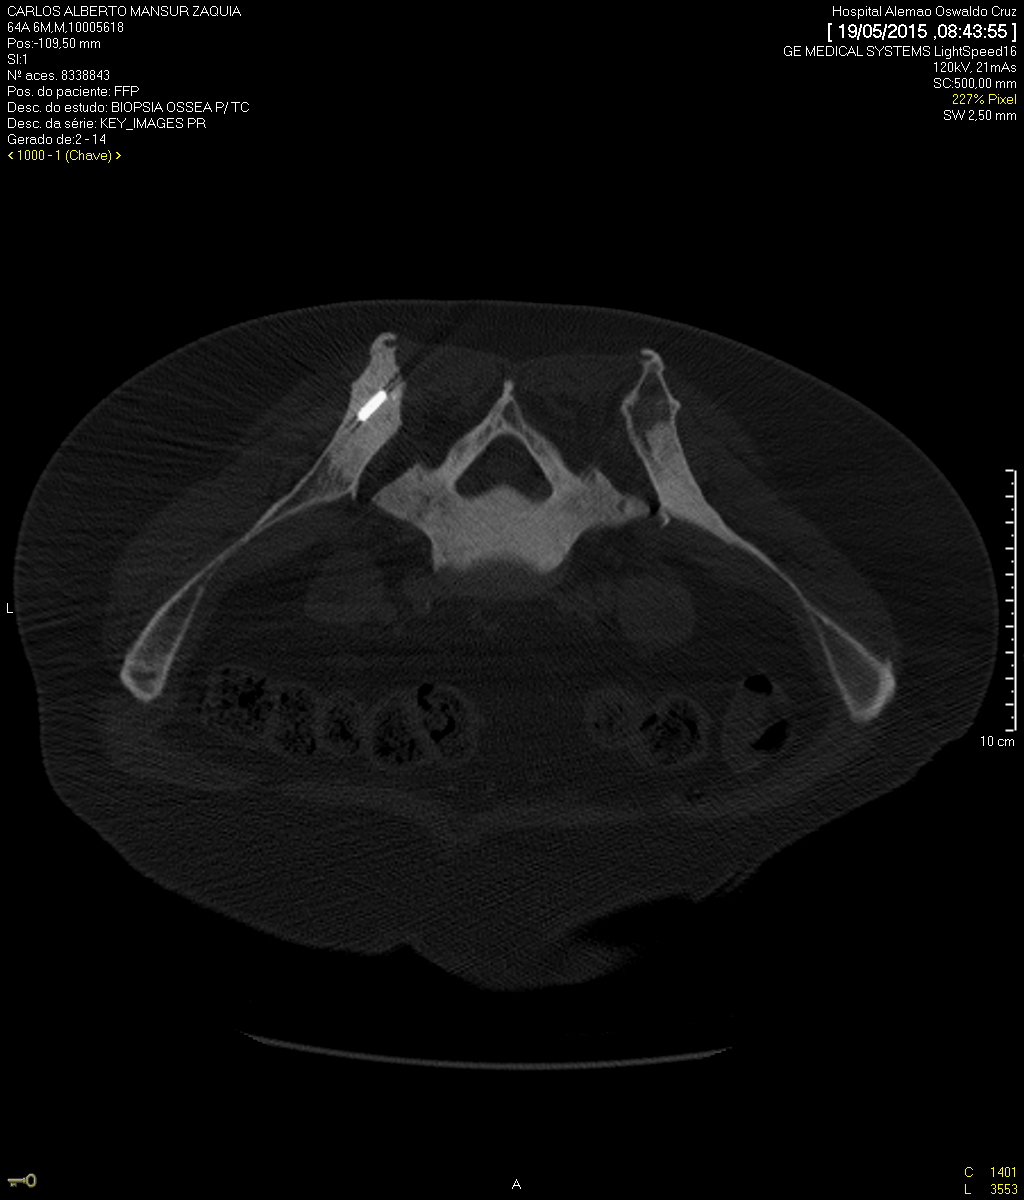 CARLOS ALBERTO MANSUR ZAQUIA
64A 6M,M,10005618
Pos:-109,50 mm
SI:1
Nº aces. 8338843
Pos. do paciente: FFP
Desc. do estudo: BIOPSIA OSSEA P/ TC
Desc. da série: KEY_IMAGES PR
Gerado de:2 - 14
< 1000 - 1 (Chave) >
Hospital Alemao Oswaldo Cruz
[ 19/05/2015 ,08:43:55 ]
GE MEDICAL SYSTEMS LightSpeed16
120kV, 21mAs
SC:500,00 mm
227% Pixel
SW 2,50 mm
L
10 cm
A
C 1401
L 3553